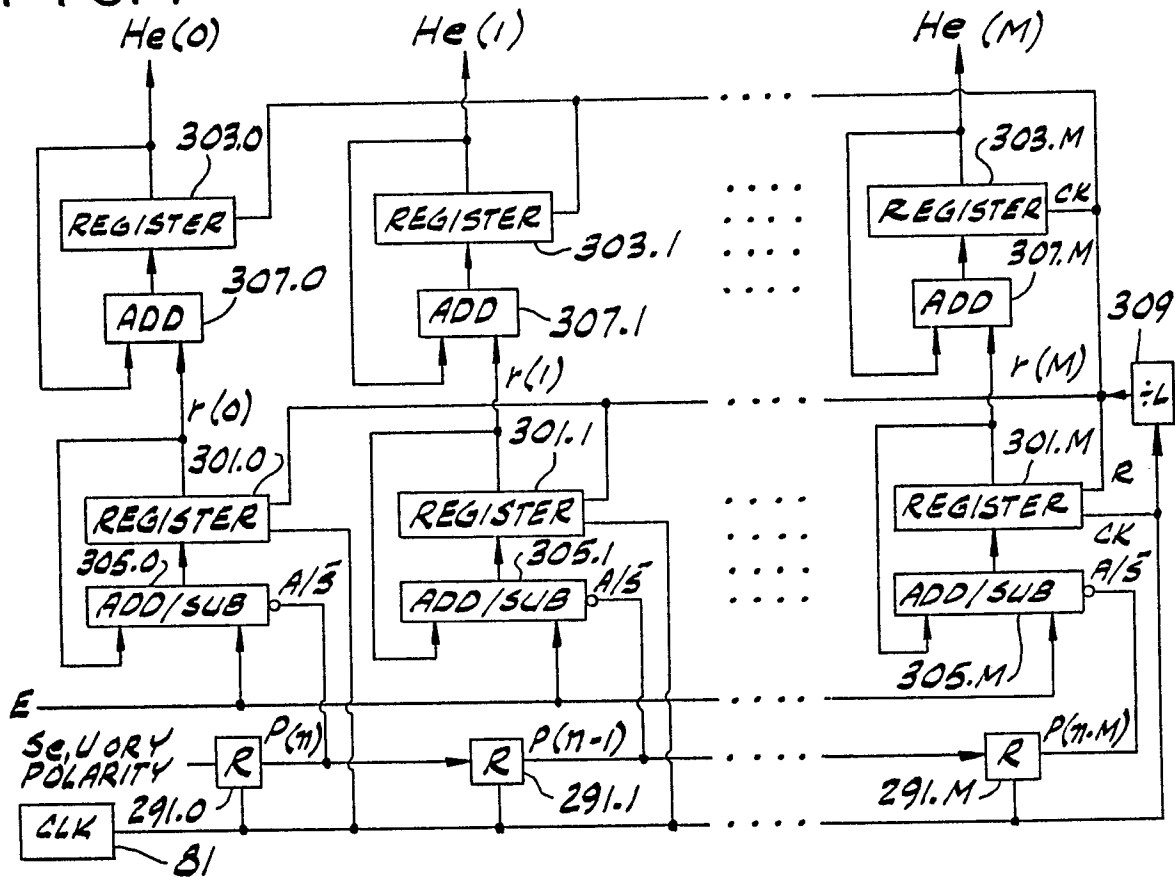 He(0) He(1) He(M)
303.0 303.M
REGISTER REGISTER REGISTER CK
303.1
307.0 307.M
ADD ADD ADD 309
307.1
r(0) r(1) r(M) ÷L
301.0 301.1 301.M
REGISTER REGISTER REGISTER R
CK
305.0 A/S̅ 305.1 A/S̅ A/S̅
ADD/SUB ADD/SUB ADD/SUB
305.M
E
Se,U OR Y P(n) P(n-1) P(n-M)
POLARITY R R R
291.0 291.1 291.M
CLK
81